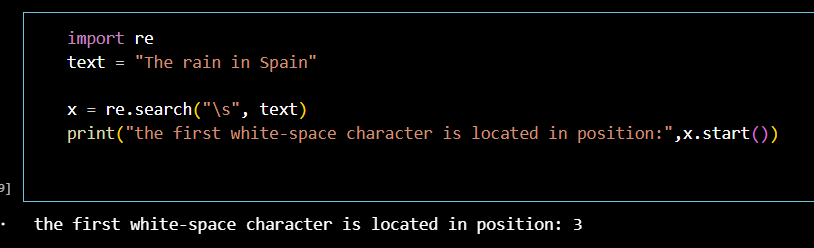 import re
text = "The rain in Spain"
x = re.search("\s", text)
print("the first white-space character is located in position:",x.start())
9]
the first white-space character is located in position: 3